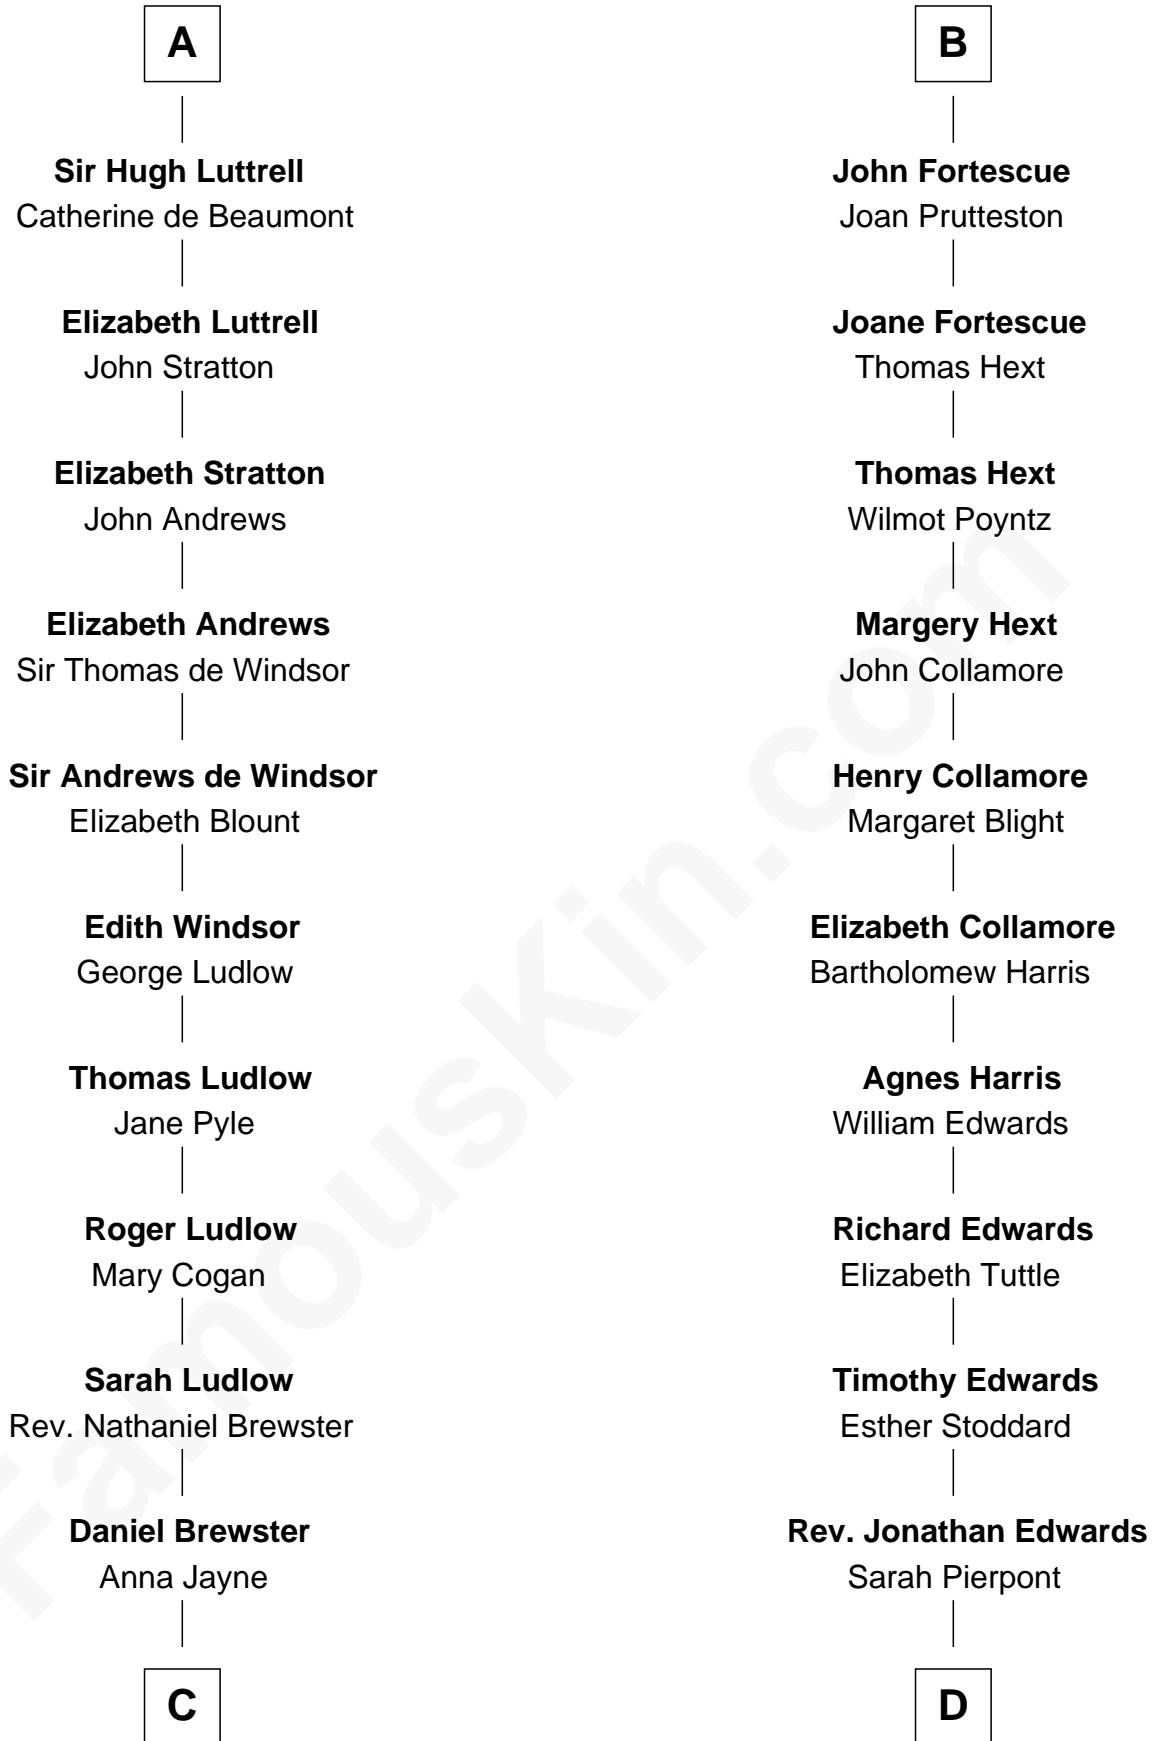 A
Sir Hugh Luttrell
Catherine de Beaumont
Elizabeth Luttrell
John Stratton
Elizabeth Stratton
John Andrews
Elizabeth Andrews
Sir Thomas de Windsor
Sir Andrews de Windsor
Elizabeth Blount
Edith Windsor
George Ludlow
Thomas Ludlow
Jane Pyle
Roger Ludlow
Mary Cogan
Sarah Ludlow
Rev. Nathaniel Brewster
Daniel Brewster
Anna Jayne
C
B
John Fortescue
Joan Prutteston
Joane Fortescue
Thomas Hext
Thomas Hext
Wilmot Poyntz
Margery Hext
John Collamore
Henry Collamore
Margaret Blight
Elizabeth Collamore
Bartholomew Harris
Agnes Harris
William Edwards
Richard Edwards
Elizabeth Tuttle
Timothy Edwards
Esther Stoddard
Rev. Jonathan Edwards
Sarah Pierpont
D
FamousKin.com